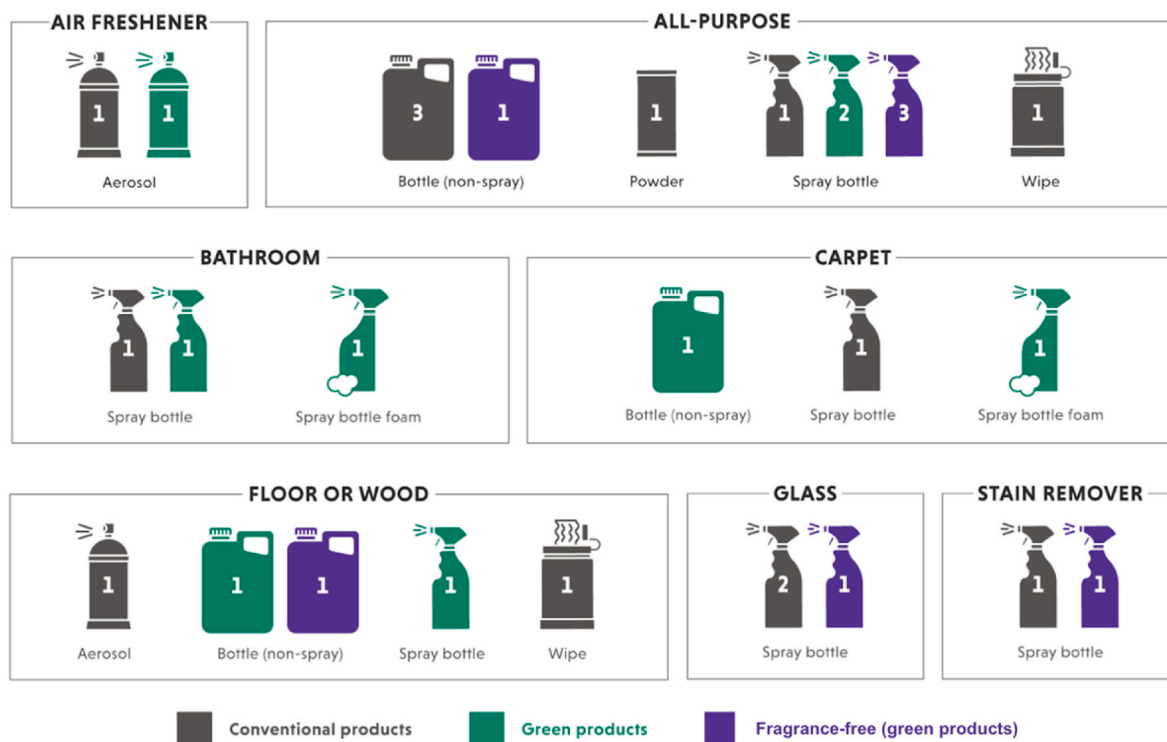 AIR FRESHENER
1 1
Aerosol
ALL-PURPOSE
3 1 1 1 2 3 1
Bottle (non-spray) Powder Spray bottle Wipe
BATHROOM
1 1 1
Spray bottle Spray bottle foam
CARPET
1 1 1
Bottle (non-spray) Spray bottle Spray bottle foam
FLOOR OR WOOD
1 1 1 1 1
Aerosol Bottle (non-spray) Spray bottle Wipe
GLASS
2 1
Spray bottle
STAIN REMOVER
1 1
Spray bottle
Conventional products Green products Fragrance-free (green products)